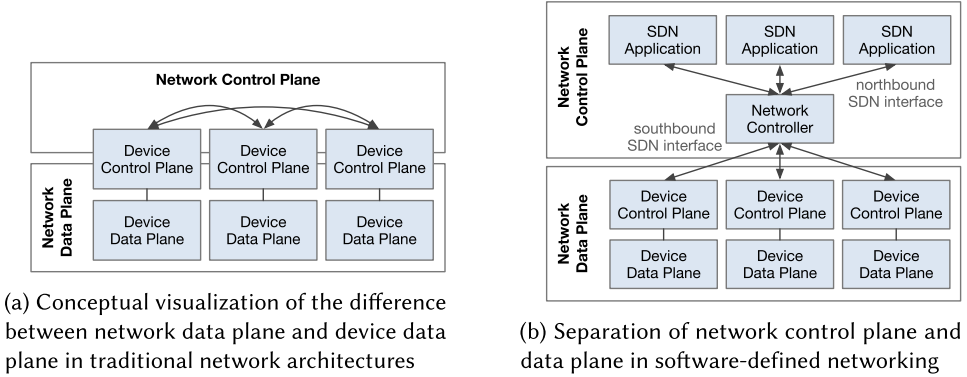 Network Control Plane
Device
Control Plane
Device
Control Plane
Device
Control Plane
Network
Data Plane
Device
Data Plane
Device
Data Plane
Device
Data Plane
(a) Conceptual visualization of the difference
between network data plane and device data
plane in traditional network architectures
Network
Control Plane
SDN
Application
SDN
Application
SDN
Application
northbound
SDN interface
Network
Controller
southbound
SDN interface
Network
Data Plane
Device
Control Plane
Device
Control Plane
Device
Control Plane
Device
Data Plane
Device
Data Plane
Device
Data Plane
(b) Separation of network control plane and
data plane in software-defined networking